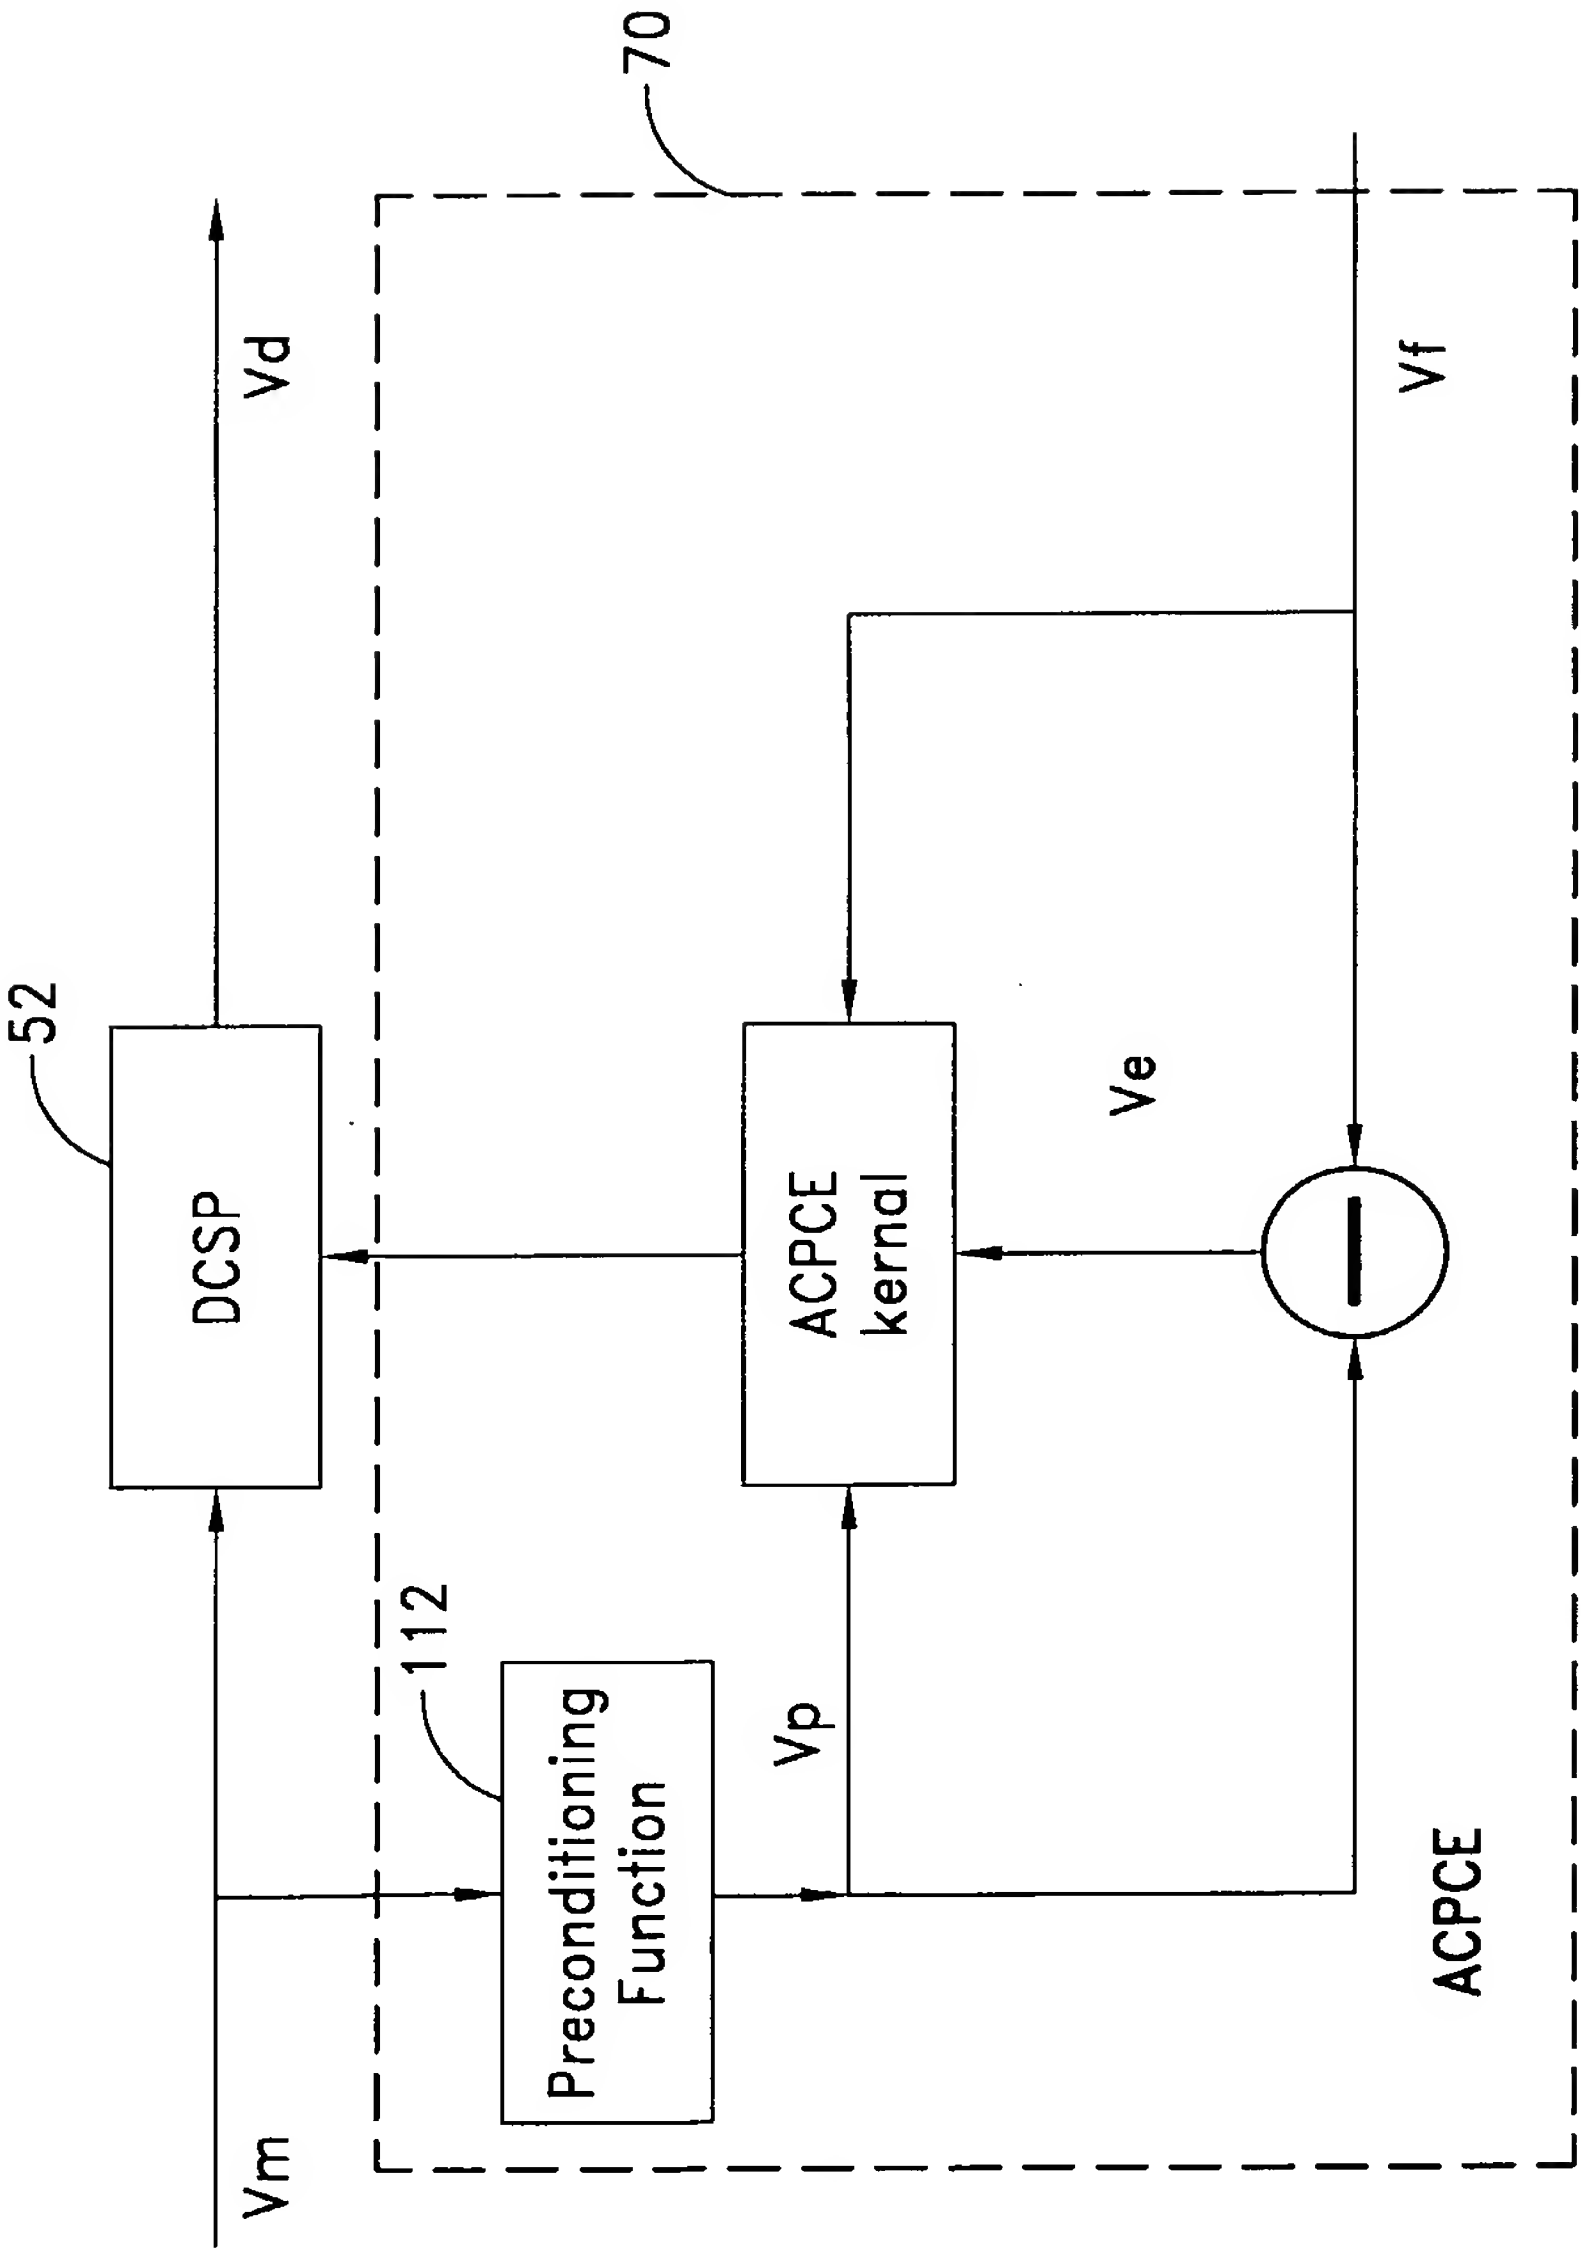 52
DCSP
Vm
Vd
70
112
Preconditioning
Function
Vp
ACPCE
kernal
Ve
Vf
ACPCE